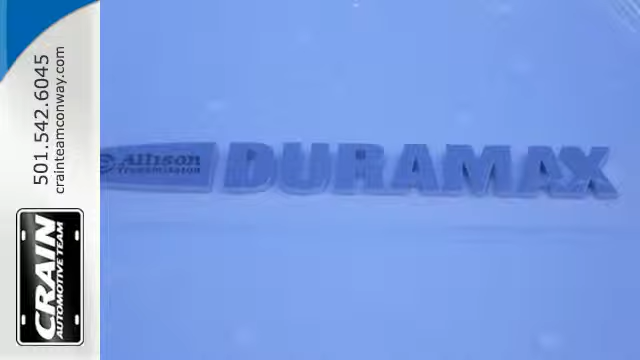 501.542.6045
crainteamconway.com
CRAIN
AUTOMOTIVE TEAM
Allison
Transmission
DURAMAX